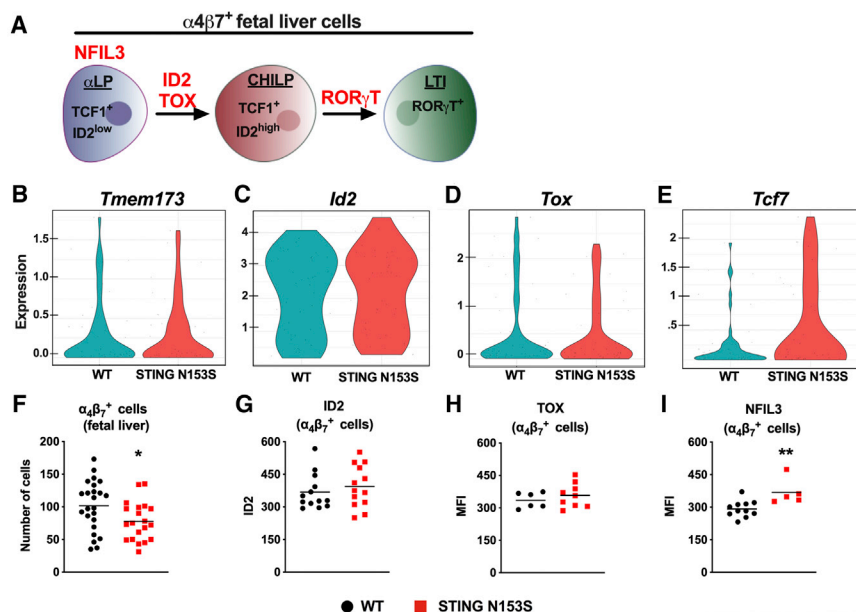 A
α4β7+ fetal liver cells
NFIL3
αLP
TCF1+
ID2low
ID2
TOX
CHILP
TCF1+
ID2high
RORγT
LTI
RORγT+
B
Tmem173
Expression
1.5
1.0
0.5
0.0
WT
STING N153S
C
Id2
4
3
2
1
WT
STING N153S
D
Tox
2
1
0
WT
STING N153S
E
Tcf7
2
1
.5
0
WT
STING N153S
F
α4β7+ cells
(fetal liver)
Number of cells
200
150
100
50
0
*
G
ID2
(α4β7+ cells)
ID2
600
450
300
150
0
H
TOX
(α4β7+ cells)
MFI
600
450
300
150
0
I
NFIL3
(α4β7+ cells)
MFI
600
450
300
150
0
**
WT
STING N153S